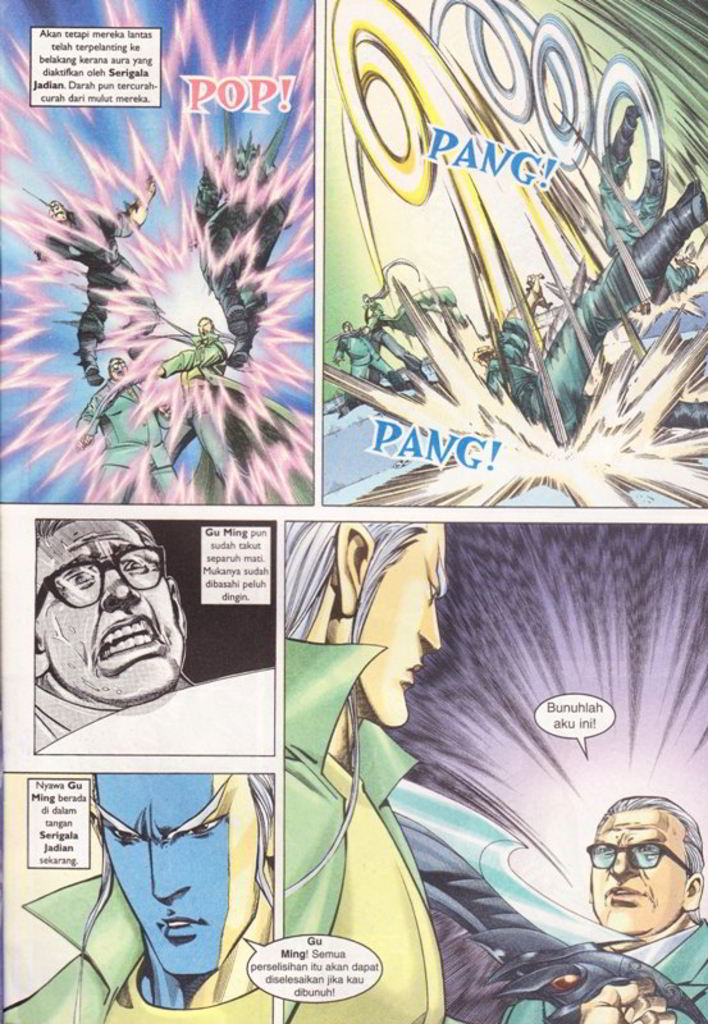 Akan tetapi mereka lantas
telah terpelanting ke
belakang kerana aura yang
diaktifkan oleh Serigala
Jadian. Darah pun tercurah-
curah dari mulut mereka.
POP!
PANG!
PANG!
Gu Ming pun
sudah takut
separuh mati.
Mukanya sudah
dibasahi peluh
dingin.
Bunuhlah
aku ini!
Nyawa Gu
Ming berada
di dalam
tangan
Serigala
Jadian
sekarang.
Gu
Ming! Semua
perselisihan itu akan dapat
diselesaikan jika kau
dibunuh!